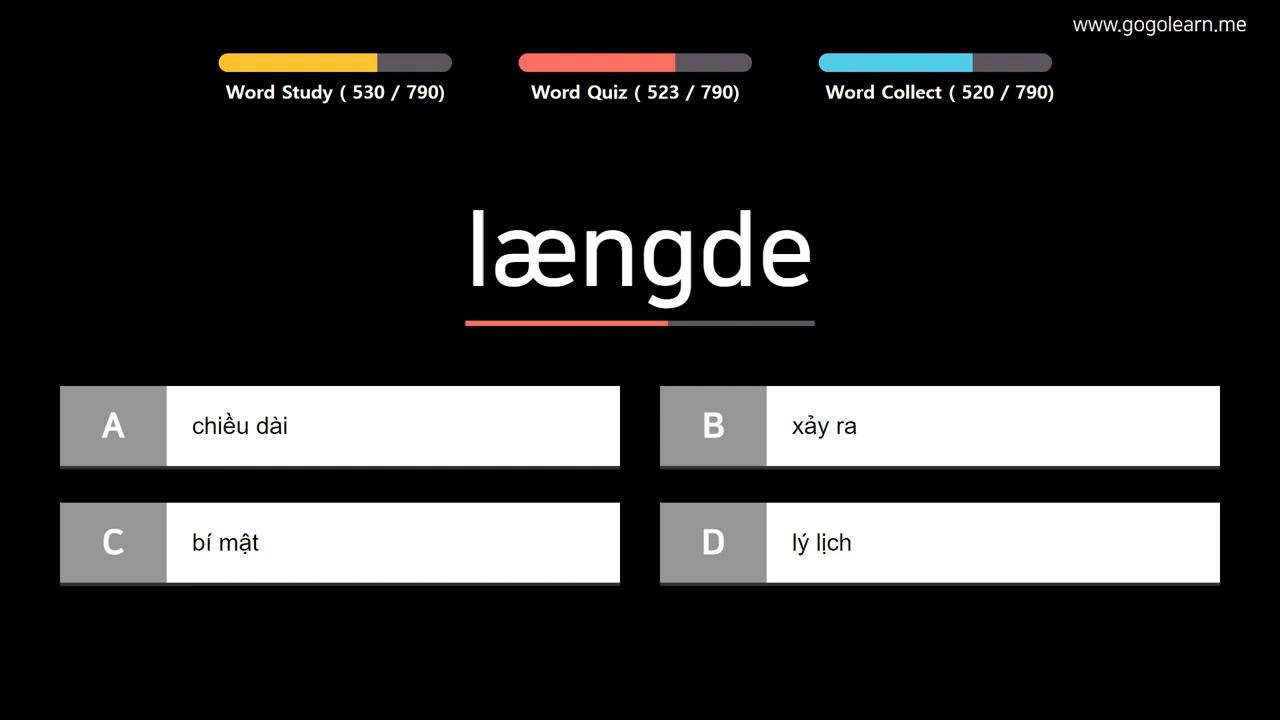 www.gogolearn.me
Word Study ( 530 / 790)
Word Quiz ( 523 / 790)
Word Collect ( 520 / 790)
længde
A chiều dài
B xảy ra
C bí mật
D lý lịch